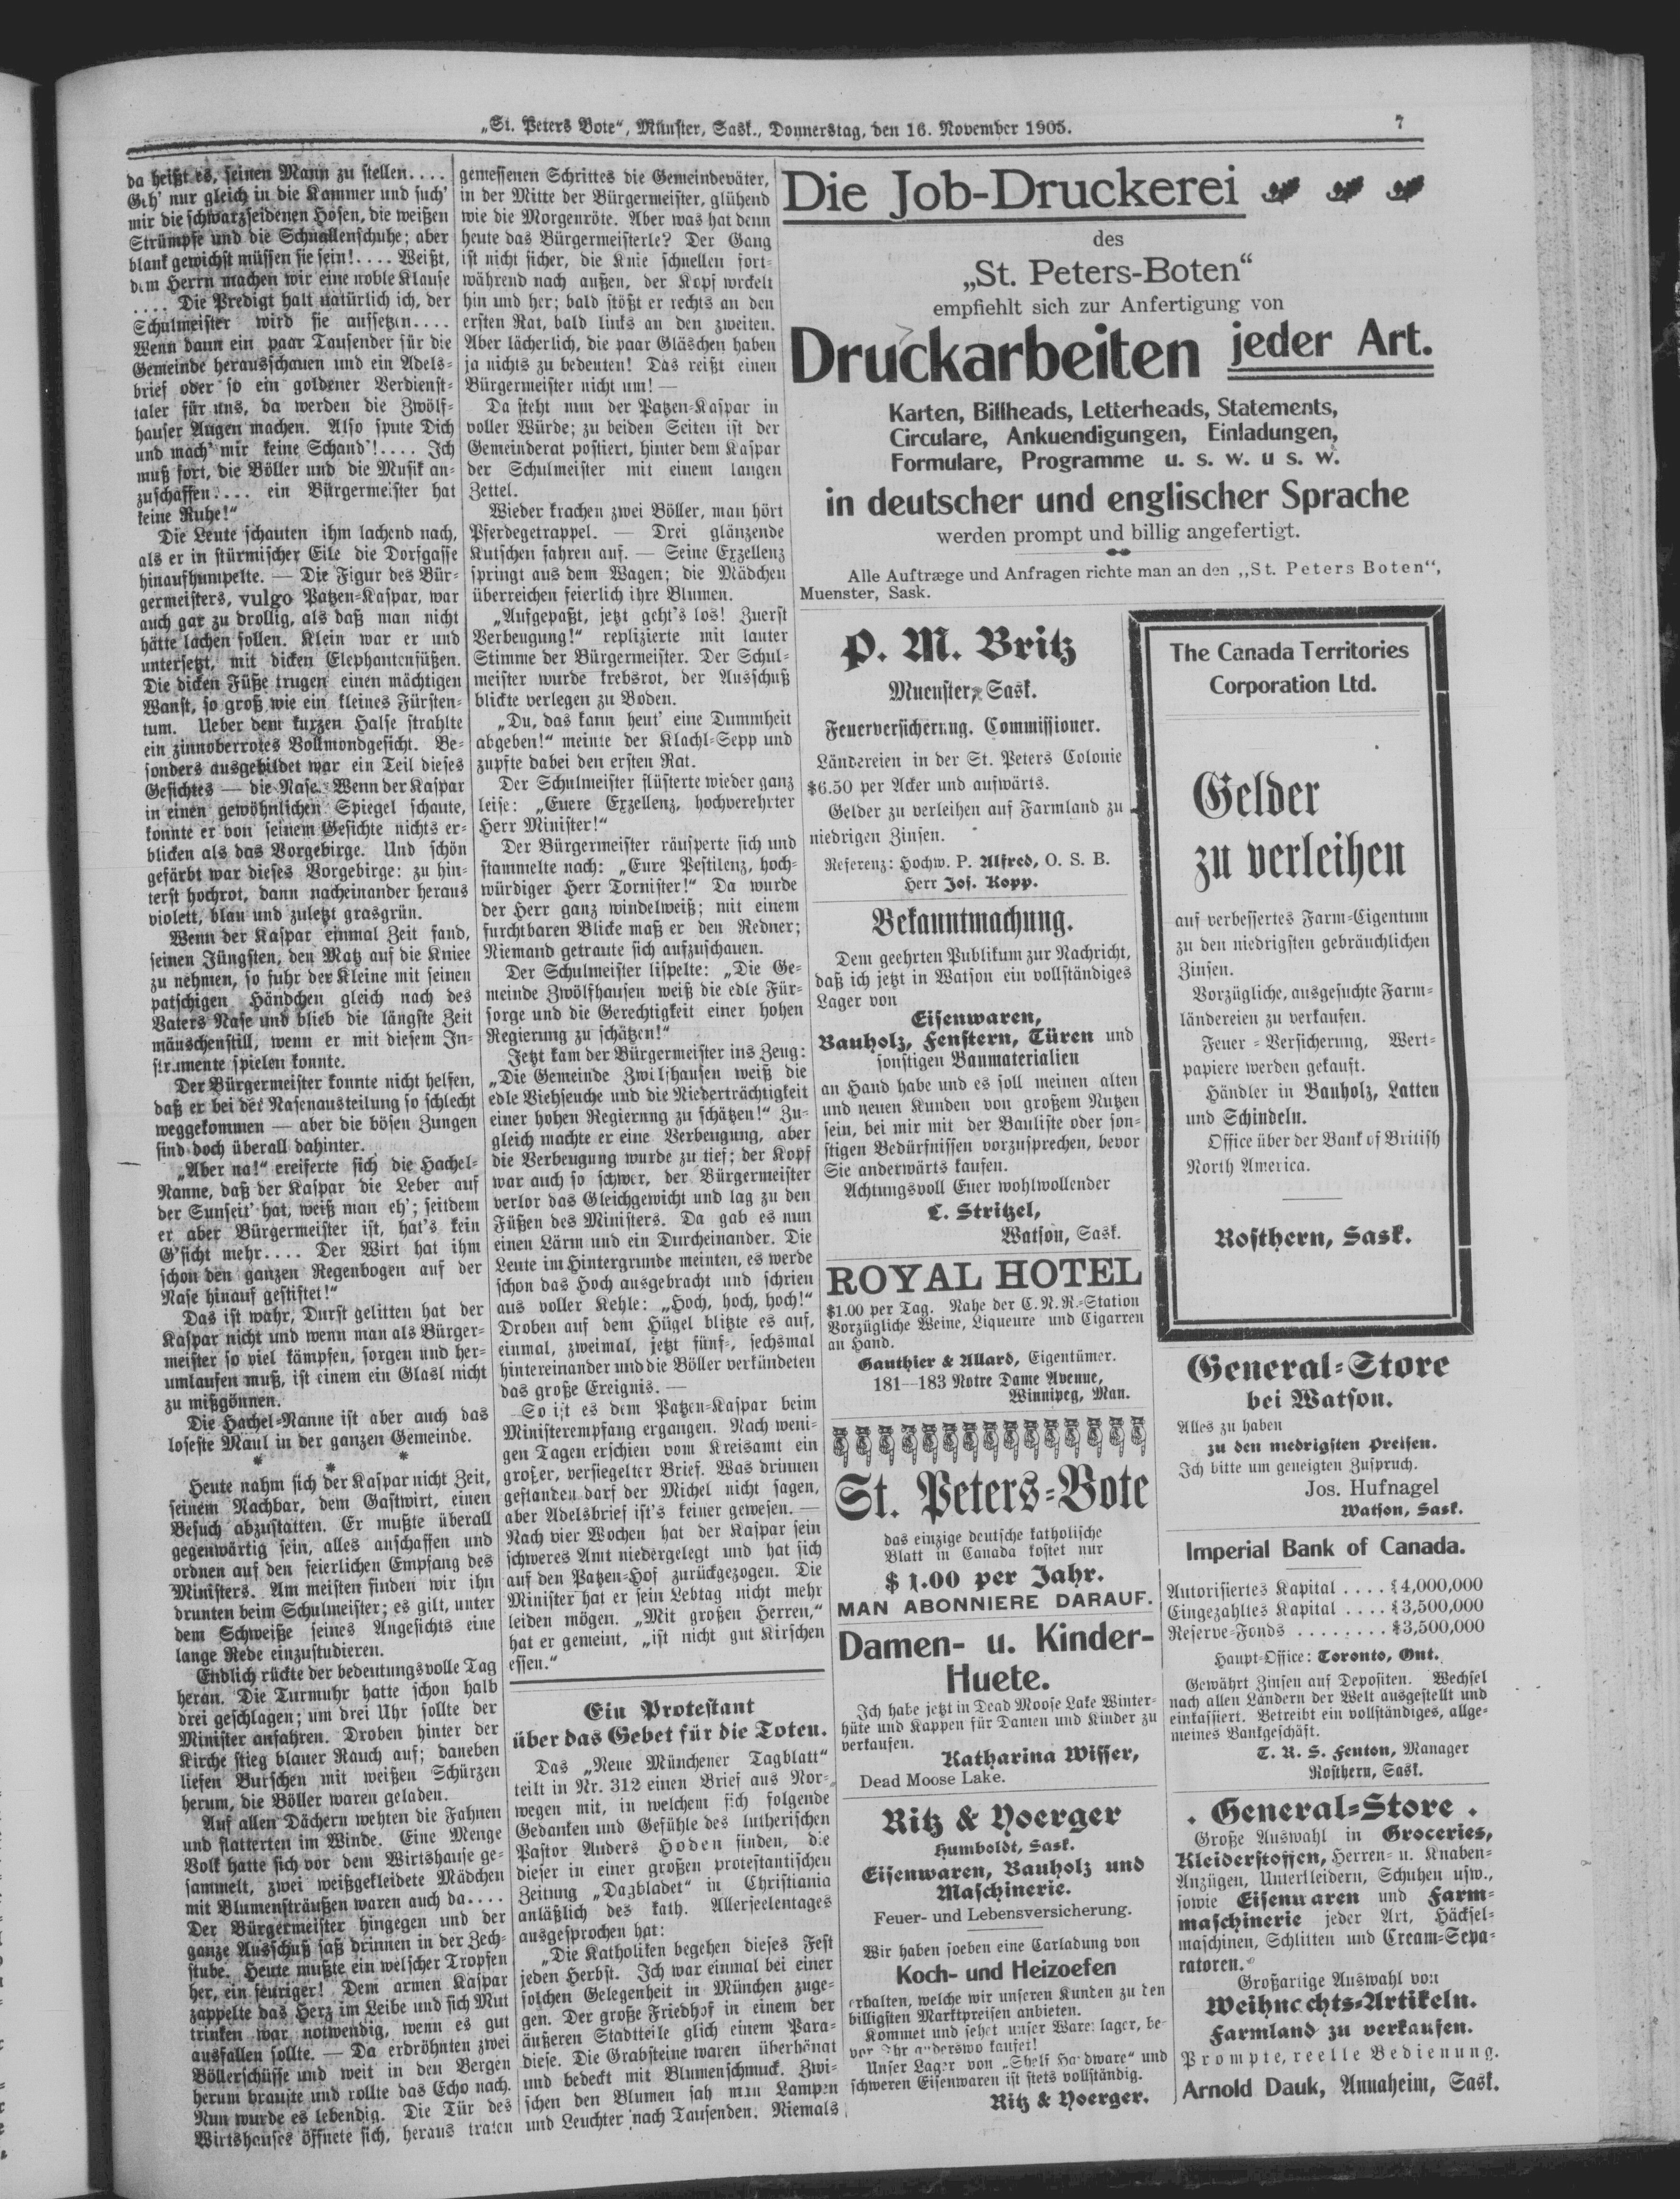 „St. Peters Bote“, Münster, Sask., Donnerstag, den 16. November 1905.
7
da heißt es, seinen Mann zu stellen....
Geh' nur gleich in die Kammer und such'
mir die schwarzseidenen Hosen, die weißen
Strümpfe und die Schnallenschuhe; aber
blank gewichst müssen sie sein!.... Weißt,
dem Herrn machen wir eine noble Klause
.... Die Predigt halt natürlich ich, der
Schulmeister wird sie aufsetzen....
Wenn dann ein paar Tausender für die
Gemeinde herausschauen und ein Adels-
brief oder so ein goldener Verdienst-
taler für uns, da werden die Zwölf-
hauser Augen machen. Also spute Dich
und mach' mir keine Schand'!.... Ich
muß fort, die Böller und die Musik an-
zuschaffen.... ein Bürgermeister hat
keine Ruhe!“
Die Leute schauten ihm lachend nach,
als er in stürmischer Eile die Dorfgasse
hinaufhumpelte. — Die Figur des Bür-
germeisters, vulgo Patzen-Kaspar, war
auch gar zu drollig, als daß man nicht
hätte lachen sollen. Klein war er und
untersetzt, mit dicken Elephantenfüßen.
Die dicken Füße trugen einen mächtigen
Wanst, so groß wie ein kleines Fürsten-
tum. Ueber dem kurzen Halse strahlte
ein zinnoberrotes Vollmondgesicht. Be-
sonders ausgebildet war ein Teil dieses
Gesichtes — die Nase. Wenn der Kaspar
in einen gewöhnlichen Spiegel schaute,
konnte er von seinem Gesichte nichts er-
blicken als das Vorgebirge. Und schön
gefärbt war dieses Vorgebirge: zu hin-
terst hochrot, dann nacheinander heraus
violett, blau und zuletzt grasgrün.
Wenn der Kaspar einmal Zeit fand,
seinen Jüngsten, den Matz auf die Kniee
zu nehmen, so fuhr der Kleine mit seinen
patschigen Händchen gleich nach des
Vaters Nase und blieb die längste Zeit
mäuschenstill, wenn er mit diesem In-
strumente spielen konnte.
Der Bürgermeister konnte nicht helfen,
daß er bei der Nasenausteilung so schlecht
weggekommen — aber die bösen Zungen
sind doch überall dahinter.
„Aber na!“ ereiferte sich die Hachel-
Nanne, daß der Kaspar die Leber auf
der Sunseit' hat, weiß man eh'; seitdem
er aber Bürgermeister ist, hat's kein
G'sicht mehr.... Der Wirt hat ihm
schon den ganzen Regenbogen auf der
Nase hinauf gestiftet!“
Das ist wahr, Durst gelitten hat der
Kaspar nicht und wenn man als Bürger-
meister so viel kämpfen, sorgen und her-
umlaufen muß, ist einem ein Glasl nicht
zu mißgönnen.
Die Hachel-Nanne ist aber auch das
loseste Maul in der ganzen Gemeinde.
* * *
Heute nahm sich der Kaspar nicht Zeit,
seinem Nachbar, dem Gastwirt, einen
Besuch abzustatten. Er mußte überall
gegenwärtig sein, alles anschaffen und
ordnen auf den feierlichen Empfang des
Ministers. Am meisten finden wir ihn
drunten beim Schulmeister; es gilt, unter
dem Schweiße seines Angesichts eine
lange Rede einzustudieren.
Endlich rückte der bedeutungsvolle Tag
heran. Die Turmuhr hatte schon halb
drei geschlagen; um drei Uhr sollte der
Minister anfahren. Droben hinter der
Kirche stieg blauer Rauch auf; daneben
liefen Burschen mit weißen Schürzen
herum, die Böller waren geladen.
Auf allen Dächern wehten die Fahnen
und flatterten im Winde. Eine Menge
Volk hatte sich vor dem Wirtshause ge-
sammelt, zwei weißgekleidete Mädchen
mit Blumensträußen waren auch da....
Der Bürgermeister hingegen und der
ganze Ausschuß saß drinnen in der Zech-
stube. Heute mußte ein welscher Tropfen
her, ein feuriger! Dem armen Kaspar
zappelte das Herz im Leibe und sich Mut
trinken war notwendig, wenn es gut
ausfallen sollte. — Da erdröhnten zwei
Böllerschüsse und weit in den Bergen
herum brauste und rollte das Echo nach.
Nun wurde es lebendig. Die Tür des
Wirtshauses öffnete sich, heraus traten
gemessenen Schrittes die Gemeindeväter,
in der Mitte der Bürgermeister, glühend
wie die Morgenröte. Aber was hat denn
heute das Bürgermeisterle? Der Gang
ist nicht sicher, die Knie schnellen fort-
während nach außen, der Kopf wackelt
hin und her; bald stößt er rechts an den
ersten Rat, bald links an den zweiten.
Aber lächerlich, die paar Gläschen haben
ja nichts zu bedeuten! Das reißt einen
Bürgermeister nicht um! —
Da steht nun der Patzen-Kaspar in
voller Würde; zu beiden Seiten ist der
Gemeinderat postiert, hinter dem Kaspar
der Schulmeister mit einem langen
Zettel.
Wieder krachen zwei Böller, man hört
Pferdegetrappel. — Drei glänzende
Kutschen fahren auf. — Seine Exzellenz
springt aus dem Wagen; die Mädchen
überreichen feierlich ihre Blumen.
„Aufgepaßt, jetzt geht's los! Zuerst
Verbeugung!“ replizierte mit lauter
Stimme der Bürgermeister. Der Schul-
meister wurde krebsrot, der Ausschuß
blickte verlegen zu Boden.
„Du, das kann heut' eine Dummheit
abgeben!“ meinte der Klachl-Sepp und
zupfte dabei den ersten Rat.
Der Schulmeister flüsterte wieder ganz
leise: „Euere Exzellenz, hochverehrter
Herr Minister!“
Der Bürgermeister räusperte sich und
stammelte nach: „Eure Pestilenz, hoch-
würdiger Herr Tornister!“ Da wurde
der Herr ganz windelweiß; mit einem
furchtbaren Blicke maß er den Redner;
Niemand getraute sich aufzuschauen.
Der Schulmeister lispelte: „Die Ge-
meinde Zwölfhausen weiß die edle Für-
sorge und die Gerechtigkeit einer hohen
Regierung zu schätzen!“
Jetzt kam der Bürgermeister ins Zeug:
„Die Gemeinde Zwilfhausen weiß die
edle Viehseuche und die Niederträchtigkeit
einer hohen Regierung zu schätzen!“ Zu-
gleich machte er eine Verbeugung, aber
die Verbeugung wurde zu tief; der Kopf
war auch so schwer, der Bürgermeister
verlor das Gleichgewicht und lag zu den
Füßen des Ministers. Da gab es nun
einen Lärm und ein Durcheinander. Die
Leute im Hintergrunde meinten, es werde
schon das Hoch ausgebracht und schrien
aus voller Kehle: „Hoch, hoch, hoch!“
Droben auf dem Hügel blitzte es auf,
einmal, zweimal, jetzt fünf-, sechsmal
hintereinander und die Böller verkündeten
das große Ereignis. —
So ist es dem Patzen-Kaspar beim
Ministerempfang ergangen. Nach weni-
gen Tagen erschien vom Kreisamt ein
großer, versiegelter Brief. Was drinnen
gestanden darf der Michel nicht sagen,
aber Adelsbrief ist's keiner gewesen. —
Nach vier Wochen hat der Kaspar sein
schweres Amt niedergelegt und hat sich
auf den Patzen-Hof zurückgezogen. Die
Minister hat er sein Lebtag nicht mehr
leiden mögen. „Mit großen Herren,“
hat er gemeint, „ist nicht gut Kirschen
essen.“
Ein Protestant
über das Gebet für die Toten.
Das „Neue Münchener Tagblatt“
teilt in Nr. 312 einen Brief aus Nor-
wegen mit, in welchem sich folgende
Gedanken und Gefühle des lutherischen
Pastor Anders Hoden finden, die
dieser in einer großen protestantischen
Zeitung „Dagbladet“ in Christiania
anläßlich des kath. Allerseelentages
ausgesprochen hat:
„Die Katholiken begehen dieses Fest
jeden Herbst. Ich war einmal bei einer
solchen Gelegenheit in München zuge-
gen. Der große Friedhof in einem der
äußeren Stadtteile glich einem Para-
diese. Die Grabsteine waren überhängt
und bedeckt mit Blumenschmuck. Zwi-
schen den Blumen sah man Lampen
und Leuchter nach Tausenden. Niemals
Die Job-Druckerei
des
„St. Peters-Boten“
empfiehlt sich zur Anfertigung von
Druckarbeiten jeder Art.
Karten, Billheads, Letterheads, Statements,
Circulare, Ankuendigungen, Einladungen,
Formulare, Programme u. s. w. u s. w.
in deutscher und englischer Sprache
werden prompt und billig angefertigt.
Alle Auftræge und Anfragen richte man an den „St. Peters Boten“,
Muenster, Sask.
P. M. Britz
Muenster, Sask.
Feuerversicherung. Commissioner.
Ländereien in der St. Peters Colonie
$6.50 per Acker und aufwärts.
Gelder zu verleihen auf Farmland zu
niedrigen Zinsen.
Referenz: Hochw. P. Alfred, O. S. B.
Herr Jos. Kopp.
Bekanntmachung.
Dem geehrten Publikum zur Nachricht,
daß ich jetzt in Watson ein vollständiges
Lager von
Eisenwaren,
Bauholz, Fenstern, Türen und
sonstigen Baumaterialien
an Hand habe und es soll meinen alten
und neuen Kunden von großem Nutzen
sein, bei mir mit der Bauliste oder son-
stigen Bedürfnissen vorzusprechen, bevor
Sie anderwärts kaufen.
Achtungsvoll Euer wohlwollender
C. Stritzel,
Watson, Sask.
ROYAL HOTEL
$1.00 per Tag. Nahe der C.N.R.-Station
Vorzügliche Weine, Liqueure und Cigarren
an Hand.
Gauthier & Allard, Eigentümer.
181—183 Notre Dame Avenue,
Winnipeg, Man.
St. Peters-Bote
das einzige deutsche katholische
Blatt in Canada kostet nur
$ 1.00 per Jahr.
MAN ABONNIERE DARAUF.
Damen- u. Kinder-
Huete.
Ich habe jetzt in Dead Moose Lake Winter-
hüte und Kappen für Damen und Kinder zu
verkaufen.
Katharina Wisser,
Dead Moose Lake.
Ritz & Yoerger
Humboldt, Sask.
Eisenwaren, Bauholz und
Maschinerie.
Feuer- und Lebensversicherung.
Wir haben soeben eine Carladung von
Koch- und Heizoefen
erhalten, welche wir unseren Kunden zu den
billigsten Marktpreisen anbieten.
Kommet und sehet unser Warenlager, be-
vor Ihr anderswo kaufet!
Unser Lager von „Shelf Hardware“ und
schweren Eisenwaren ist stets vollständig.
Ritz & Yoerger.
The Canada Territories
Corporation Ltd.
Gelder
zu verleihen
auf verbessertes Farm-Eigentum
zu den niedrigsten gebräuchlichen
Zinsen.
Vorzügliche, ausgesuchte Farm-
ländereien zu verkaufen.
Feuer-Versicherung, Wert-
papiere werden gekauft.
Händler in Bauholz, Latten
und Schindeln.
Office über der Bank of British
North America.
Rosthern, Sask.
General-Store
bei Watson.
Alles zu haben
zu den niedrigsten Preisen.
Ich bitte um geneigten Zuspruch.
Jos. Hufnagel
Watson, Sask.
Imperial Bank of Canada.
Autorisiertes Kapital .... $4,000,000
Eingezahltes Kapital .... $3,500,000
Reserve-Fonds ........ $3,500,000
Haupt-Office: Toronto, Ont.
Gewährt Zinsen auf Depositen. Wechsel
nach allen Ländern der Welt ausgestellt und
einkassiert. Betreibt ein vollständiges, allge-
meines Bankgeschäft.
T. R. S. Fenton, Manager
Rosthern, Sask.
. General-Store .
Große Auswahl in Groceries,
Kleiderstoffen, Herren- u. Knaben-
Anzügen, Unterkleidern, Schuhen usw.,
sowie Eisenwaren und Farm-
maschinerie jeder Art, Häcksel-
maschinen, Schlitten und Cream-Sepa-
ratoren.
Großartige Auswahl von
Weihnachts-Artikeln.
Farmland zu verkaufen.
Prompte, reelle Bedienung.
Arnold Dauk, Annaheim, Sask.